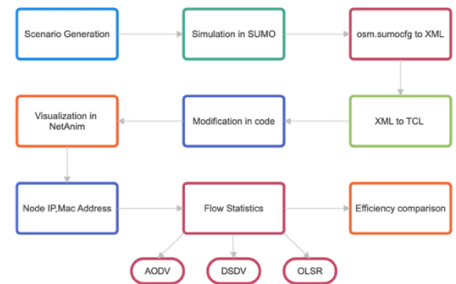 Scenario Generation
Simulation in SUMO
osm.sumocfg to XML
XML to TCL
Modification in code
Visualization in
NetAnim
Node IP,Mac Address
Flow Statistics
Efficiency comparison
AODV
DSDV
OLSR